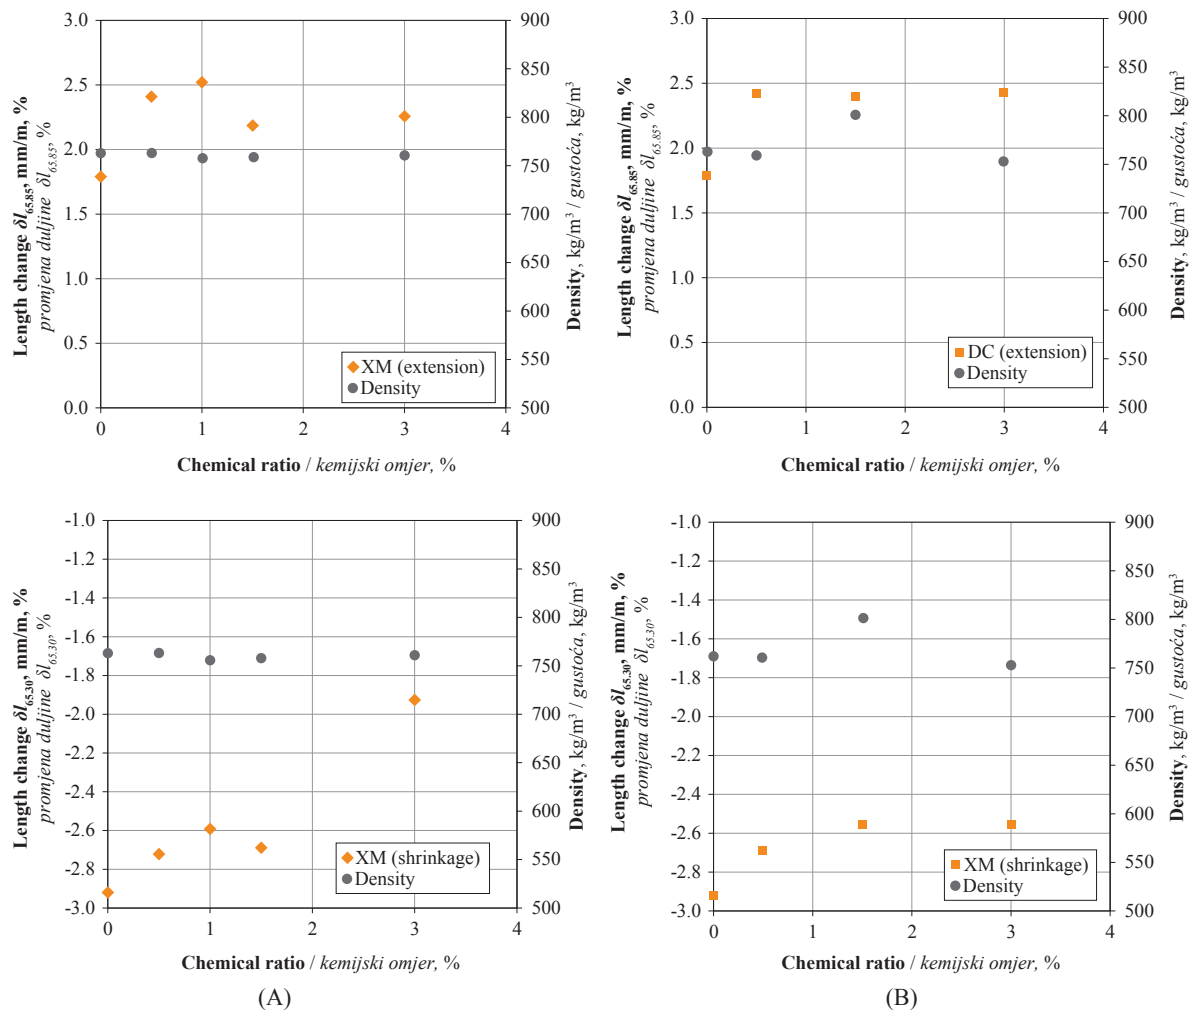 3.0
2.5
2.0
1.5
1.0
0.5
0.0
Length change δl65.85, mm/m, %
promjena duljine δl65.85, %
900
850
800
750
700
650
600
550
500
Density, kg/m³ / gustoća, kg/m³
XM (extension)
Density
0 1 2 3 4
Chemical ratio / kemijski omjer, %
3.0
2.5
2.0
1.5
1.0
0.5
0.0
Length change δl65.85, mm/m, %
promjena duljine δl65.85, %
900
850
800
750
700
650
600
550
500
Density, kg/m³ / gustoća, kg/m³
DC (extension)
Density
0 1 2 3 4
Chemical ratio / kemijski omjer, %
-1.0
-1.2
-1.4
-1.6
-1.8
-2.0
-2.2
-2.4
-2.6
-2.8
-3.0
Length change δl65.30, mm/m, %
promjena duljine δl65.30, %
900
850
800
750
700
650
600
550
500
Density, kg/m³ / gustoća, kg/m³
XM (shrinkage)
Density
0 1 2 3 4
Chemical ratio / kemijski omjer, %
(A)
-1.0
-1.2
-1.4
-1.6
-1.8
-2.0
-2.2
-2.4
-2.6
-2.8
-3.0
Length change δl65.30, mm/m, %
promjena duljine δl65.30, %
900
850
800
750
700
650
600
550
500
Density, kg/m³ / gustoća, kg/m³
XM (shrinkage)
Density
0 1 2 3 4
Chemical ratio / kemijski omjer, %
(B)